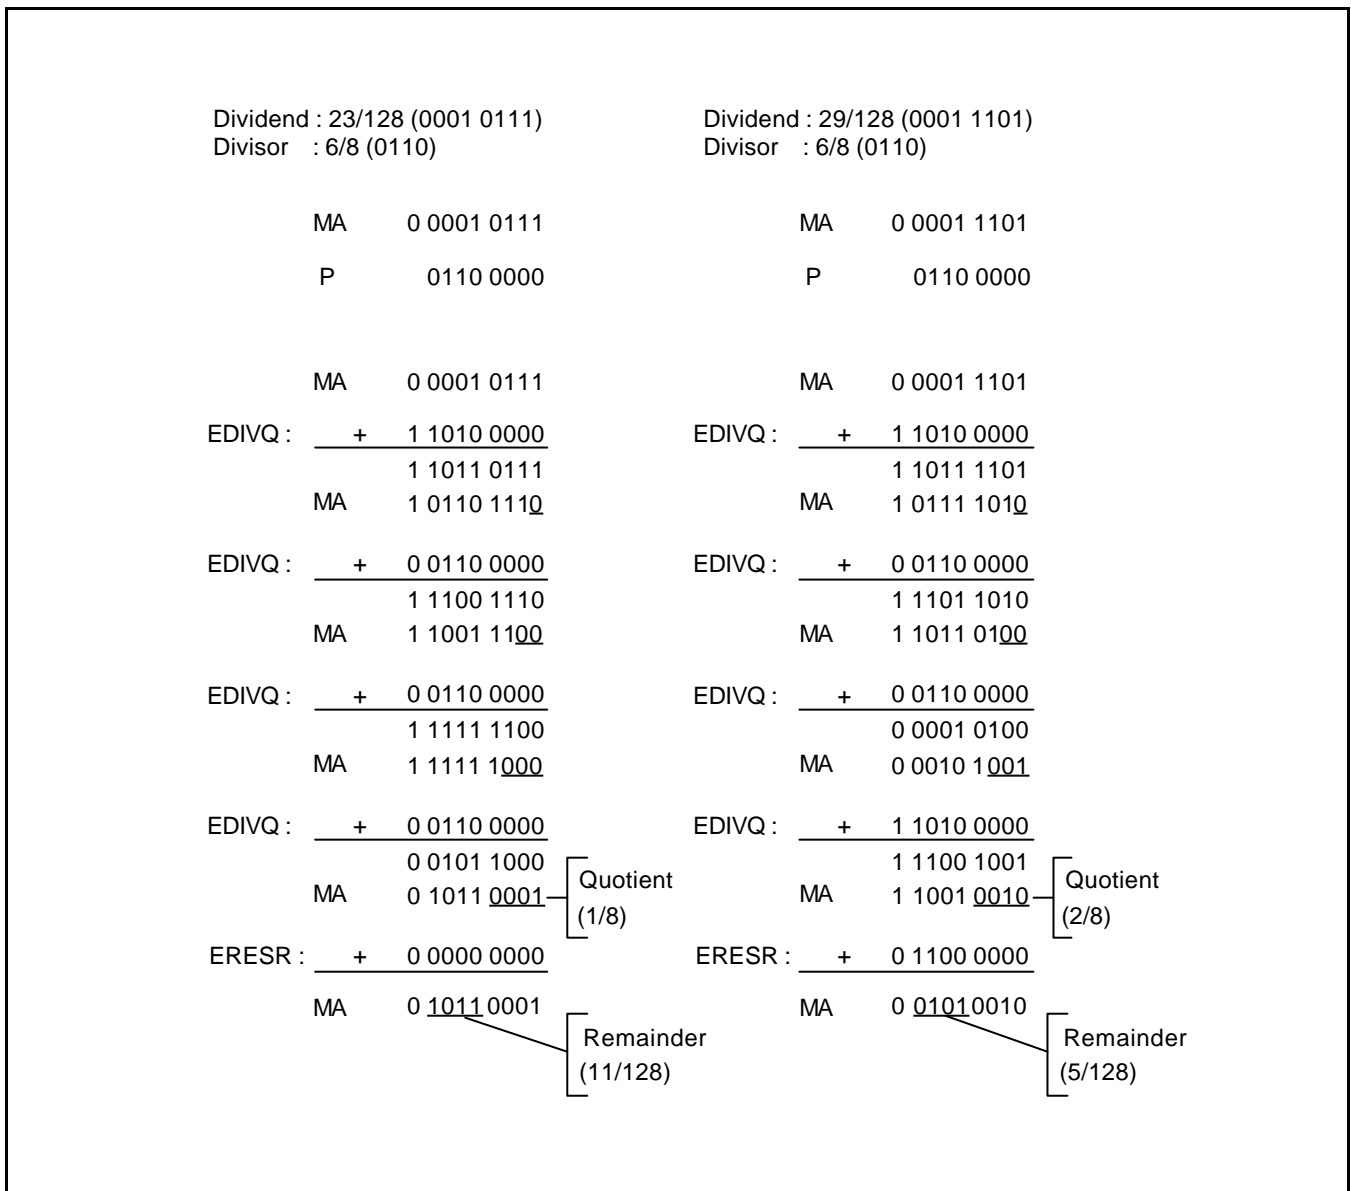 Dividend : 23/128 (0001 0111)
Divisor : 6/8 (0110)
MA 0 0001 0111
P 0110 0000
MA 0 0001 0111
EDIVQ : + 1 1010 0000
1 1011 0111
MA 1 0110 1110
EDIVQ : + 0 0110 0000
1 1100 1110
MA 1 1001 1100
EDIVQ : + 0 0110 0000
1 1111 1100
MA 1 1111 1000
EDIVQ : + 0 0110 0000
0 0101 1000
MA 0 1011 0001
Quotient
(1/8)
ERESR : + 0 0000 0000
MA 0 1011 0001
Remainder
(11/128)
Dividend : 29/128 (0001 1101)
Divisor : 6/8 (0110)
MA 0 0001 1101
P 0110 0000
MA 0 0001 1101
EDIVQ : + 1 1010 0000
1 1011 1101
MA 1 0111 1010
EDIVQ : + 0 0110 0000
1 1101 1010
MA 1 1011 0100
EDIVQ : + 0 0110 0000
0 0001 0100
MA 0 0010 1001
EDIVQ : + 1 1010 0000
1 1100 1001
MA 1 1001 0010
Quotient
(2/8)
ERESR : + 0 1100 0000
MA 0 0101 0010
Remainder
(5/128)